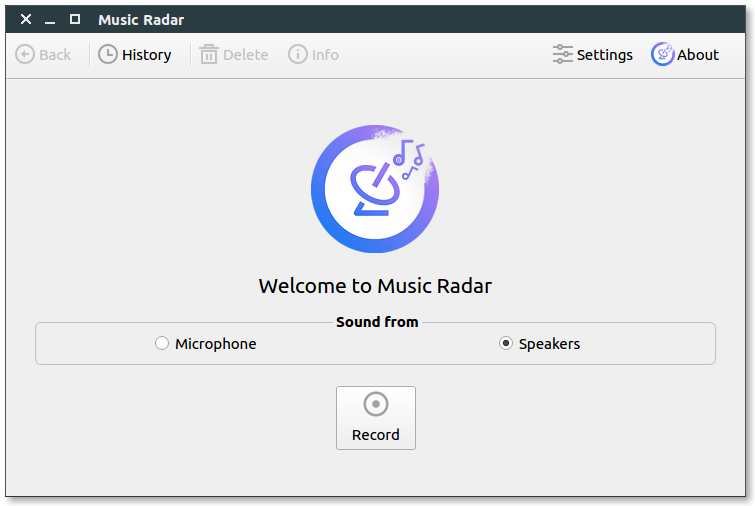 Music Radar
Back History Delete Info Settings About
Welcome to Music Radar
Sound from
Microphone Speakers
Record